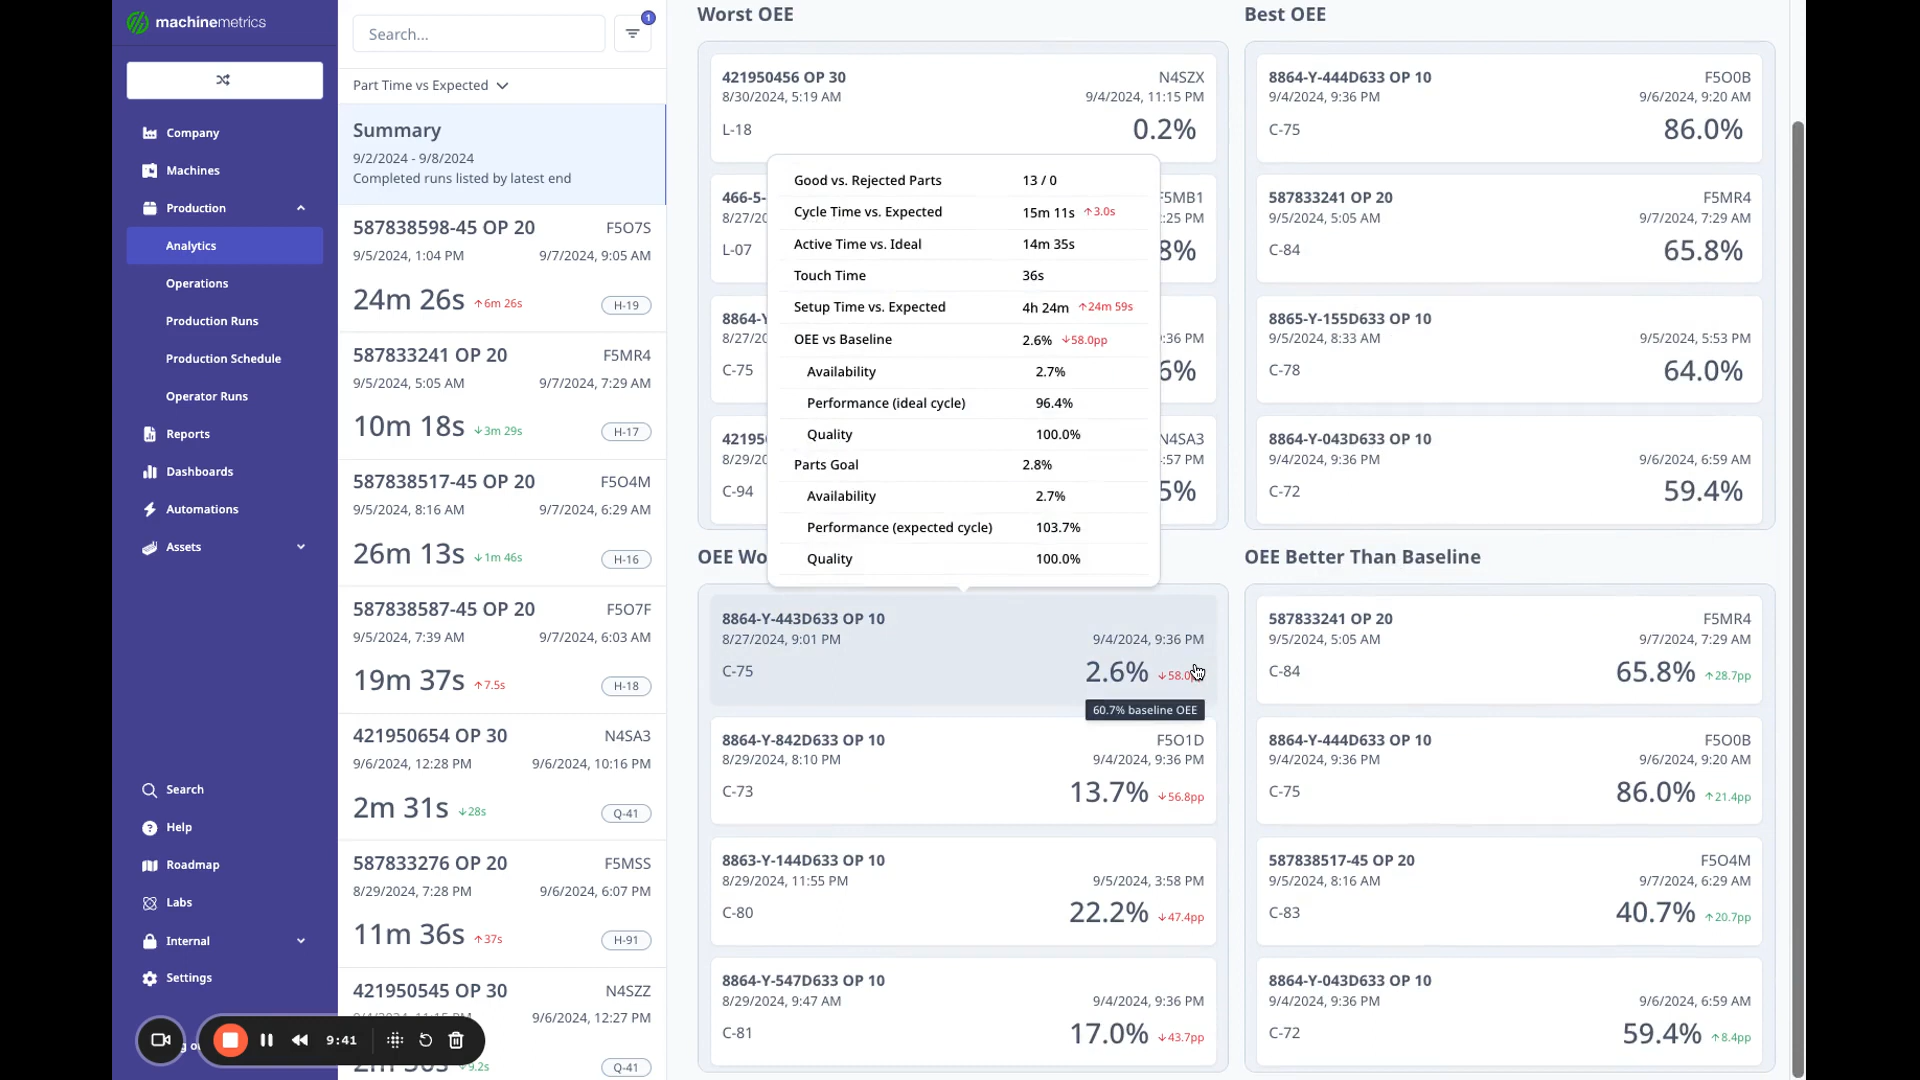 machinemetrics
Company
Machines
Production
Analytics
Operations
Production Runs
Production Schedule
Operator Runs
Reports
Dashboards
Automations
Assets
Search
Help
Roadmap
Labs
Internal
Settings
9:41
Search...
1
Part Time vs Expected
Summary
9/2/2024 - 9/8/2024
Completed runs listed by latest end
587838598-45 OP 20 F5O7S
9/5/2024, 1:04 PM 9/7/2024, 9:05 AM
24m 26s ↑6m 26s H-19
587833241 OP 20 F5MR4
9/5/2024, 5:05 AM 9/7/2024, 7:29 AM
10m 18s ↓3m 29s H-17
587838517-45 OP 20 F5O4M
9/5/2024, 8:16 AM 9/7/2024, 6:29 AM
26m 13s ↓1m 46s H-16
587838587-45 OP 20 F5O7F
9/5/2024, 7:39 AM 9/7/2024, 6:03 AM
19m 37s ↑7.5s H-18
421950654 OP 30 N4SA3
9/6/2024, 12:28 PM 9/6/2024, 10:16 PM
2m 31s ↓28s Q-41
587833276 OP 20 F5MSS
8/29/2024, 7:28 PM 9/6/2024, 6:07 PM
11m 36s ↑37s H-91
421950545 OP 30 N4SZZ
9/6/2024, 12:27 PM
↓9.2s Q-41
Worst OEE
421950456 OP 30 N4SZX
8/30/2024, 5:19 AM 9/4/2024, 11:15 PM
L-18 0.2%
466-5-
L-07
8864-Y
C-75
C-94
Good vs. Rejected Parts 13 / 0
Cycle Time vs. Expected 15m 11s ↑3.0s
Active Time vs. Ideal 14m 35s
Touch Time 36s
Setup Time vs. Expected 4h 24m ↑24m 59s
OEE vs Baseline 2.6% ↓58.0pp
Availability 2.7%
Performance (ideal cycle) 96.4%
Quality 100.0%
Parts Goal 2.8%
Availability 2.7%
Performance (expected cycle) 103.7%
Quality 100.0%
Best OEE
8864-Y-444D633 OP 10 F5O0B
9/4/2024, 9:36 PM 9/6/2024, 9:20 AM
C-75 86.0%
587833241 OP 20 F5MR4
9/5/2024, 5:05 AM 9/7/2024, 7:29 AM
C-84 65.8%
8865-Y-155D633 OP 10
9/5/2024, 8:33 AM 9/5/2024, 5:53 PM
C-78 64.0%
8864-Y-043D633 OP 10
9/4/2024, 9:36 PM 9/6/2024, 6:59 AM
C-72 59.4%
OEE Wo
8864-Y-443D633 OP 10
8/27/2024, 9:01 PM 9/4/2024, 9:36 PM
C-75 2.6% ↓58.0
60.7% baseline OEE
8864-Y-842D633 OP 10 F5O1D
8/29/2024, 8:10 PM 9/4/2024, 9:36 PM
C-73 13.7% ↓56.8pp
8863-Y-144D633 OP 10
8/29/2024, 11:55 PM 9/5/2024, 3:58 PM
C-80 22.2% ↓47.4pp
8864-Y-547D633 OP 10
8/29/2024, 9:47 AM 9/4/2024, 9:36 PM
C-81 17.0% ↓43.7pp
OEE Better Than Baseline
587833241 OP 20 F5MR4
9/5/2024, 5:05 AM 9/7/2024, 7:29 AM
C-84 65.8% ↑28.7pp
8864-Y-444D633 OP 10 F5O0B
9/4/2024, 9:36 PM 9/6/2024, 9:20 AM
C-75 86.0% ↑21.4pp
587838517-45 OP 20 F5O4M
9/5/2024, 8:16 AM 9/7/2024, 6:29 AM
C-83 40.7% ↑20.7pp
8864-Y-043D633 OP 10
9/4/2024, 9:36 PM 9/6/2024, 6:59 AM
C-72 59.4% ↑8.4pp